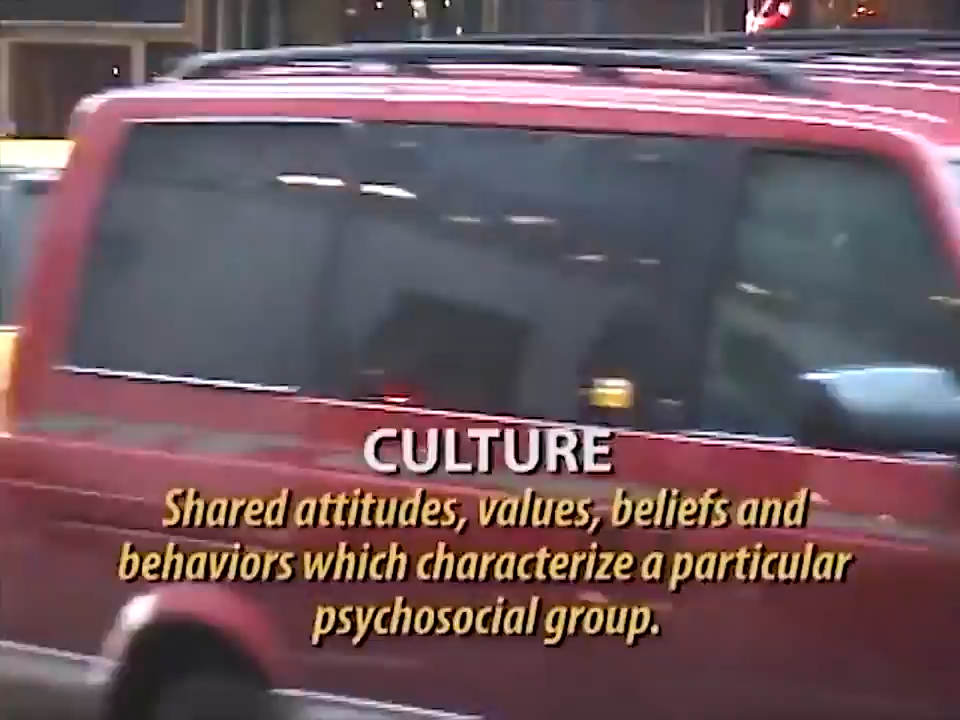 CULTURE
Shared attitudes, values, beliefs and
behaviors which characterize a particular
psychosocial group.